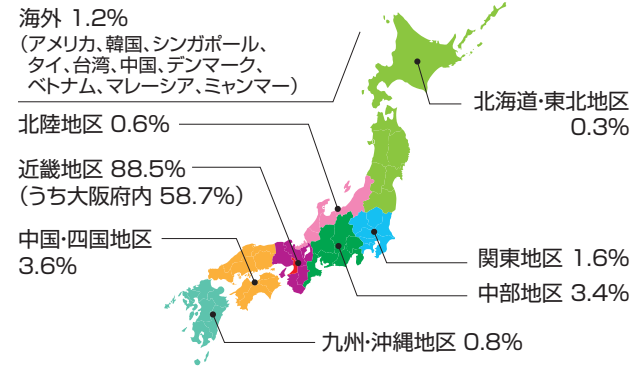 海外 1.2%
（アメリカ、韓国、シンガポール、
タイ、台湾、中国、デンマーク、
ベトナム、マレーシア、ミャンマー）
北海道・東北地区
0.3%
北陸地区 0.6%
近畿地区 88.5%
（うち大阪府内 58.7%）
中国・四国地区
3.6%
関東地区 1.6%
中部地区 3.4%
九州・沖縄地区 0.8%